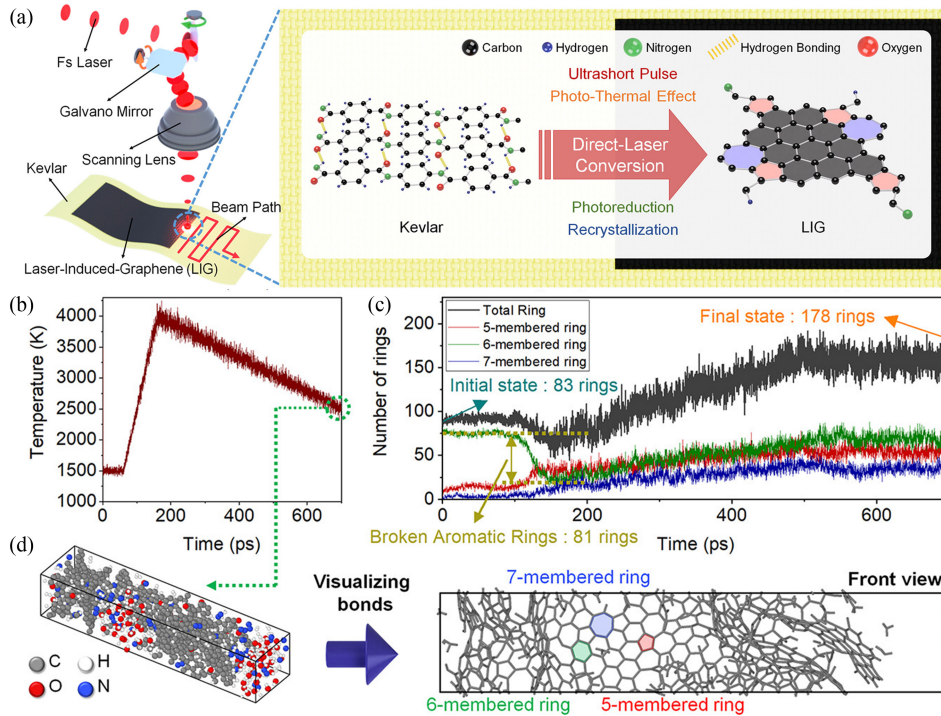 (a)
Fs Laser
Galvano Mirror
Scanning Lens
Kevlar
Beam Path
Laser-Induced-Graphene (LIG)
Carbon
Hydrogen
Nitrogen
Hydrogen Bonding
Oxygen
Ultrashort Pulse
Photo-Thermal Effect
Direct-Laser
Conversion
Photoreduction
Recrystallization
Kevlar
LIG
(b)
Temperature (K)
4000
3500
3000
2500
2000
1500
1000
0
200
400
600
Time (ps)
(c)
Number of rings
200
150
100
50
0
Total Ring
5-membered ring
6-membered ring
7-membered ring
Initial state : 83 rings
Final state : 178 rings
Broken Aromatic Rings : 81 rings
0
200
400
600
Time (ps)
(d)
C
H
O
N
Visualizing
bonds
7-membered ring
Front view
6-membered ring
5-membered ring